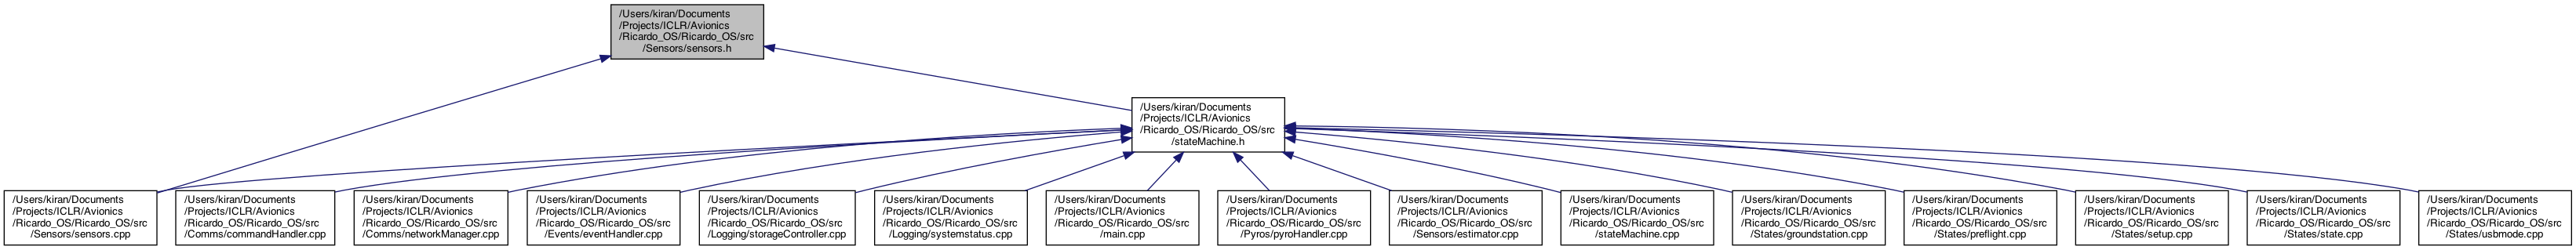 /Users/kiran/Documents
/Projects/ICLR/Avionics
/Ricardo_OS/Ricardo_OS/src
/Sensors/sensors.h
/Users/kiran/Documents
/Projects/ICLR/Avionics
/Ricardo_OS/Ricardo_OS/src
/stateMachine.h
/Users/kiran/Documents
/Projects/ICLR/Avionics
/Ricardo_OS/Ricardo_OS/src
/Sensors/sensors.cpp
/Users/kiran/Documents
/Projects/ICLR/Avionics
/Ricardo_OS/Ricardo_OS/src
/Comms/commandHandler.cpp
/Users/kiran/Documents
/Projects/ICLR/Avionics
/Ricardo_OS/Ricardo_OS/src
/Comms/networkManager.cpp
/Users/kiran/Documents
/Projects/ICLR/Avionics
/Ricardo_OS/Ricardo_OS/src
/Events/eventHandler.cpp
/Users/kiran/Documents
/Projects/ICLR/Avionics
/Ricardo_OS/Ricardo_OS/src
/Logging/storageController.cpp
/Users/kiran/Documents
/Projects/ICLR/Avionics
/Ricardo_OS/Ricardo_OS/src
/Logging/systemstatus.cpp
/Users/kiran/Documents
/Projects/ICLR/Avionics
/Ricardo_OS/Ricardo_OS/src
/main.cpp
/Users/kiran/Documents
/Projects/ICLR/Avionics
/Ricardo_OS/Ricardo_OS/src
/Pyros/pyroHandler.cpp
/Users/kiran/Documents
/Projects/ICLR/Avionics
/Ricardo_OS/Ricardo_OS/src
/Sensors/estimator.cpp
/Users/kiran/Documents
/Projects/ICLR/Avionics
/Ricardo_OS/Ricardo_OS/src
/stateMachine.cpp
/Users/kiran/Documents
/Projects/ICLR/Avionics
/Ricardo_OS/Ricardo_OS/src
/States/groundstation.cpp
/Users/kiran/Documents
/Projects/ICLR/Avionics
/Ricardo_OS/Ricardo_OS/src
/States/preflight.cpp
/Users/kiran/Documents
/Projects/ICLR/Avionics
/Ricardo_OS/Ricardo_OS/src
/States/setup.cpp
/Users/kiran/Documents
/Projects/ICLR/Avionics
/Ricardo_OS/Ricardo_OS/src
/States/state.cpp
/Users/kiran/Documents
/Projects/ICLR/Avionics
/Ricardo_OS/Ricardo_OS/src
/States/usbmode.cpp